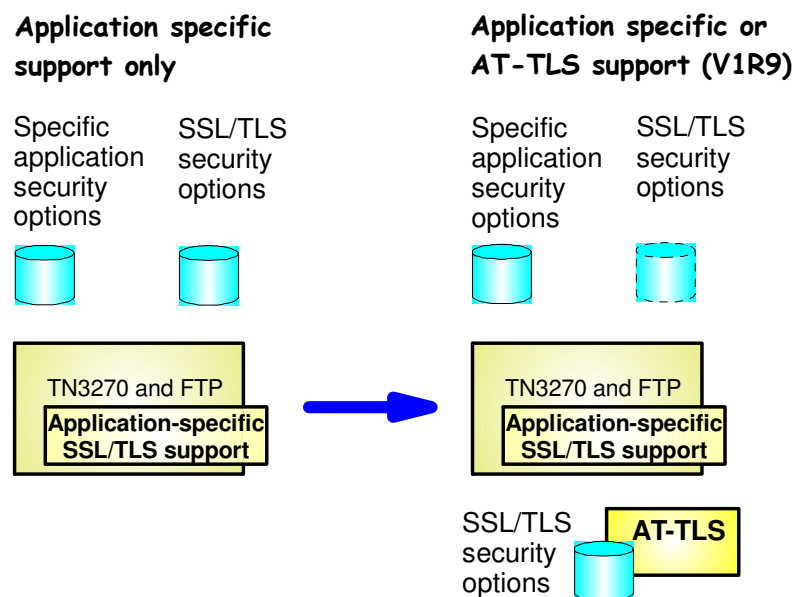 Application specific
support only
Specific
application
security
options
SSL/TLS
security
options
TN3270 and FTP
Application-specific
SSL/TLS support
Application specific or
AT-TLS support (V1R9)
Specific
application
security
options
SSL/TLS
security
options
TN3270 and FTP
Application-specific
SSL/TLS support
SSL/TLS
security
options
AT-TLS